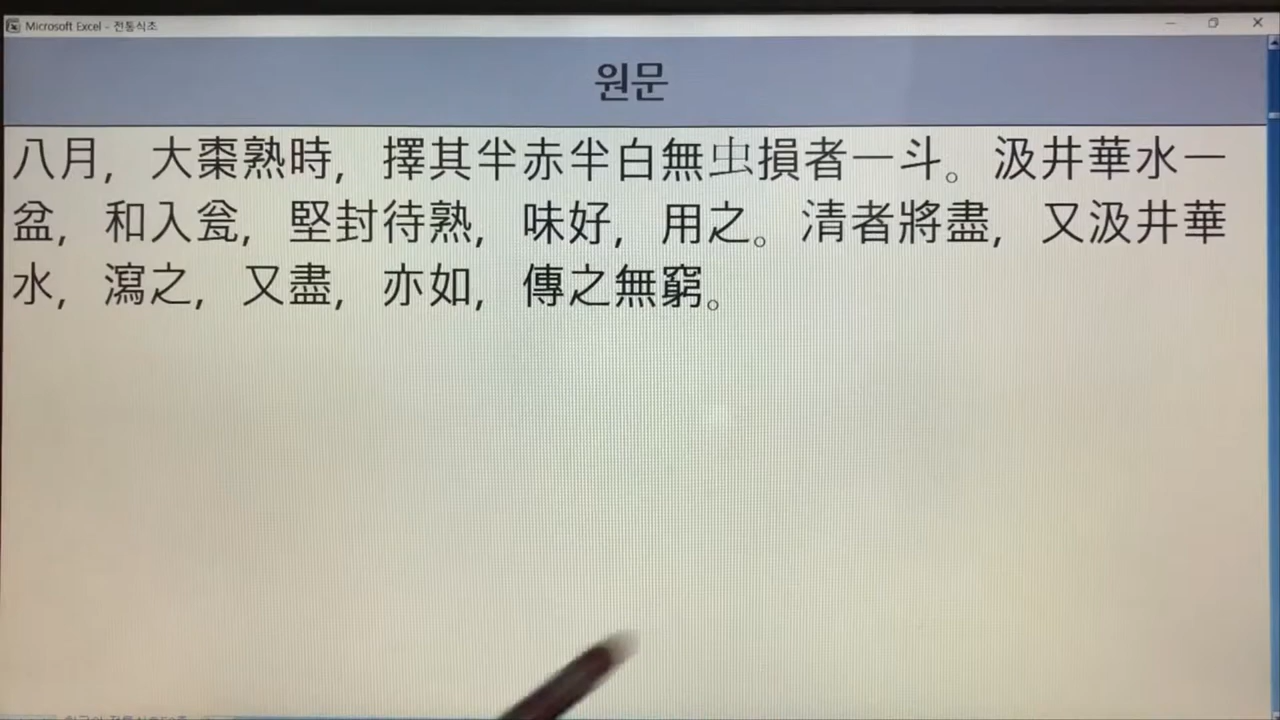 Microsoft Excel - 전통식초
원문
八月, 大棗熟時, 擇其半赤半白無虫損者一斗。汲井華水一
盆, 和入瓮, 堅封待熟, 味好, 用之。清者將盡, 又汲井華
水, 瀉之, 又盡, 亦如, 傳之無窮。